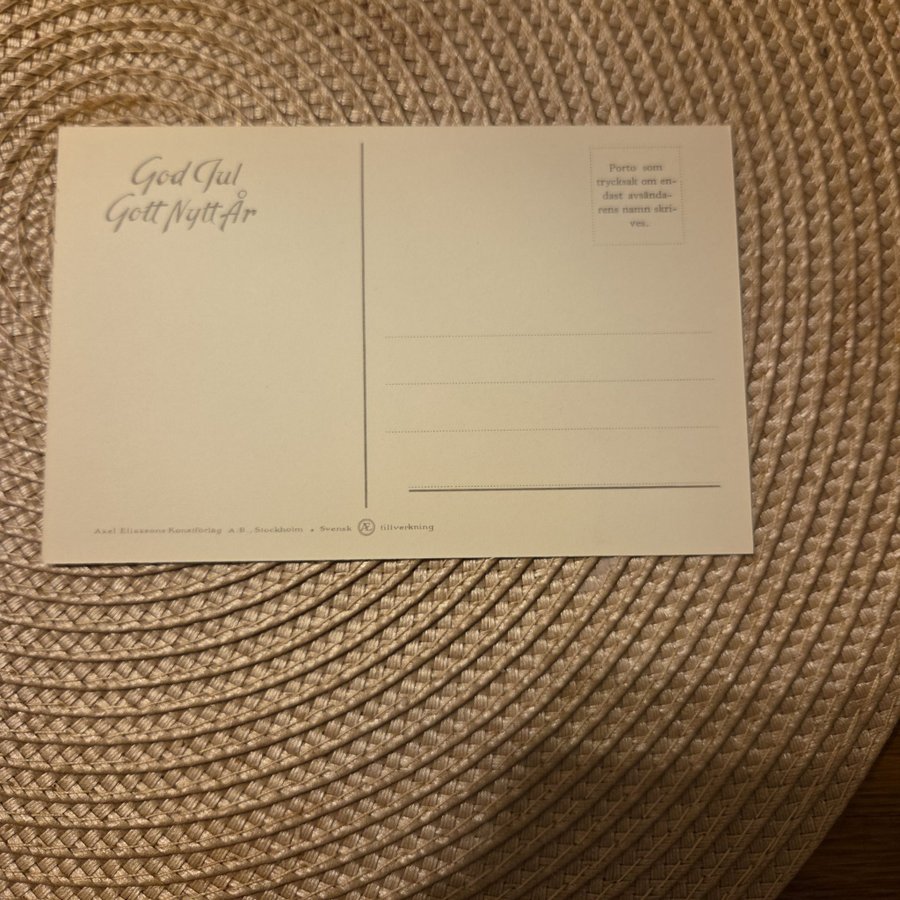 God Jul
Gott Nytt År
Porto som
trycksak om en-
dast avsända-
rens namn skri-
ves.
Axel Eliassons Konstförlag A.-B., Stockholm • Svensk Æ tillverkning